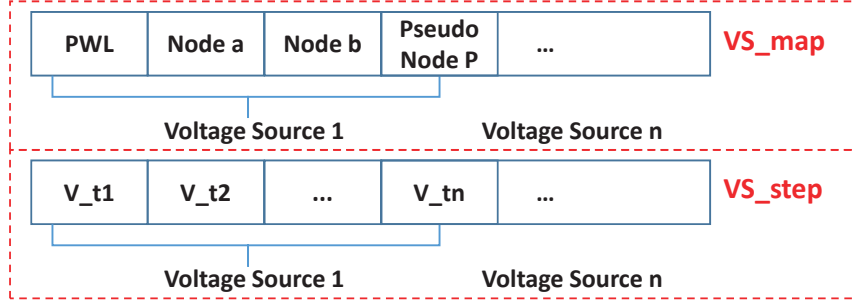 PWL Node a Node b Pseudo Node P ... VS_map
Voltage Source 1 Voltage Source n
V_t1 V_t2 ... V_tn ... VS_step
Voltage Source 1 Voltage Source n